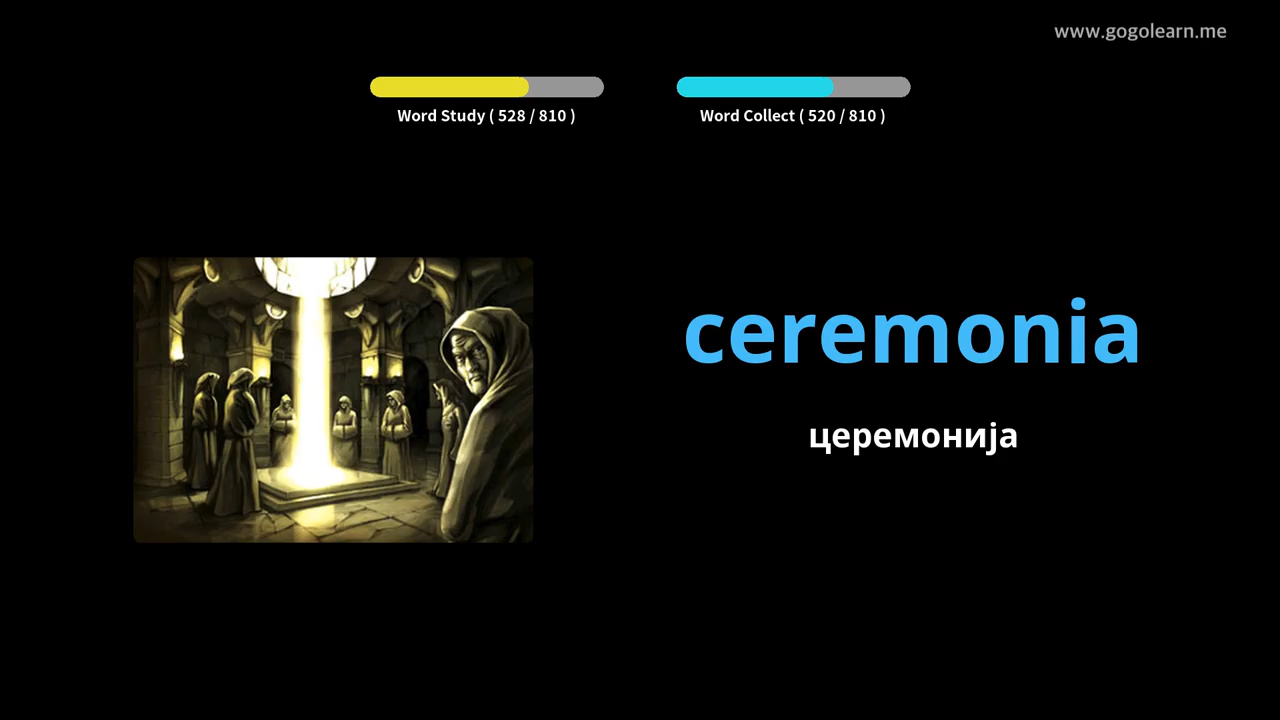 www.gogolearn.me
Word Study ( 528 / 810 )
Word Collect ( 520 / 810 )
ceremonia
церемонија